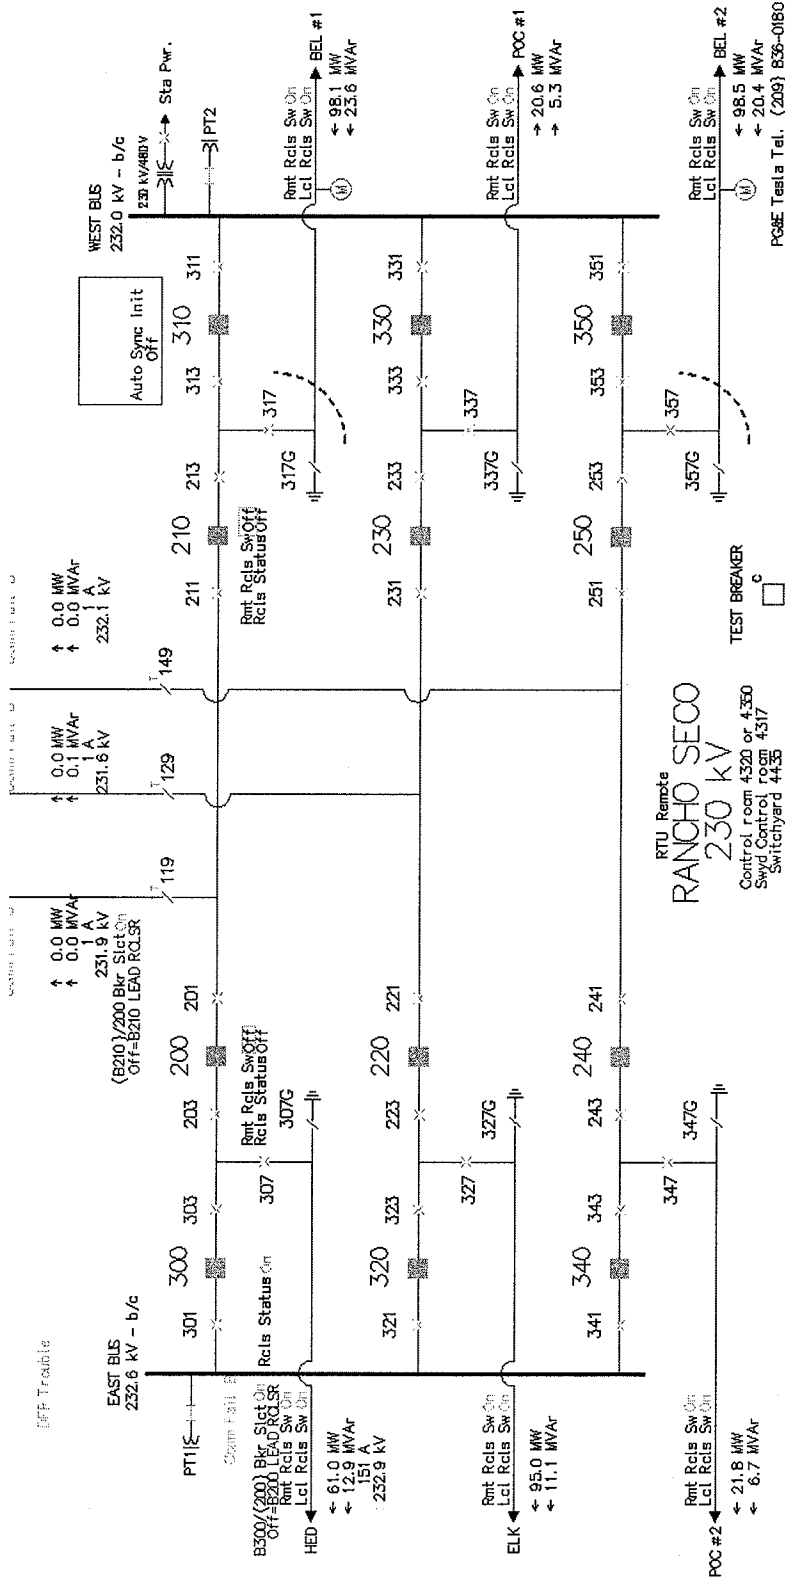 DFR Trouble
EAST BUS
232.6 kV - b/c
PT1
B300/{200} Bkr Slct On
Off=B200 LEAD RCLSR
Rmt Rcls Sw On
Lcl Rcls Sw On
HED
← 61.0 MW
← 12.9 MVAr
151 A
232.9 kV
Rcls Status On
301
300
303
307
307G
203
200
201
Rmt Rcls Sw Off
Rcls Status Off
{B210}/200 Bkr Slct On
Off=B210 LEAD RCLSR
↑ 0.0 MW
↑ 0.0 MVAr
1 A
231.9 kV
T
119
↑ 0.0 MW
↑ 0.1 MVAr
1 A
231.6 kV
T
129
↑ 0.0 MW
↑ 0.0 MVAr
1 A
232.1 kV
T
149
211
210
213
Rmt Rcls Sw Off
Rcls Status Off
317G
317
313
310
311
Auto Sync Init
Off
WEST BUS
232.0 kV - b/c
230 kV/480 V
Sta Pwr.
PT2
Rmt Rcls Sw On
Lcl Rcls Sw On
BEL #1
M
← 98.1 MW
← 23.6 MVAr
Rmt Rcls Sw On
Lcl Rcls Sw On
ELK
← 95.0 MW
← 11.1 MVAr
321
320
323
327
327G
223
220
221
231
230
233
337G
337
333
330
331
Rmt Rcls Sw On
Lcl Rcls Sw On
POC #1
→ 20.6 MW
→ 5.3 MVAr
Rmt Rcls Sw On
Lcl Rcls Sw On
POC #2
← 21.8 MW
← 6.7 MVAr
341
340
343
347
347G
243
240
241
251
250
253
357G
357
353
350
351
Rmt Rcls Sw On
Lcl Rcls Sw On
BEL #2
M
← 98.5 MW
← 20.4 MVAr
RTU Remote
RANCHO SECO
230 kV
Control room 4320 or 4350
Swyd Control room 4317
Switchyard 4435
TEST BREAKER
C
PG&E Tesla Tel. (209) 836-0180